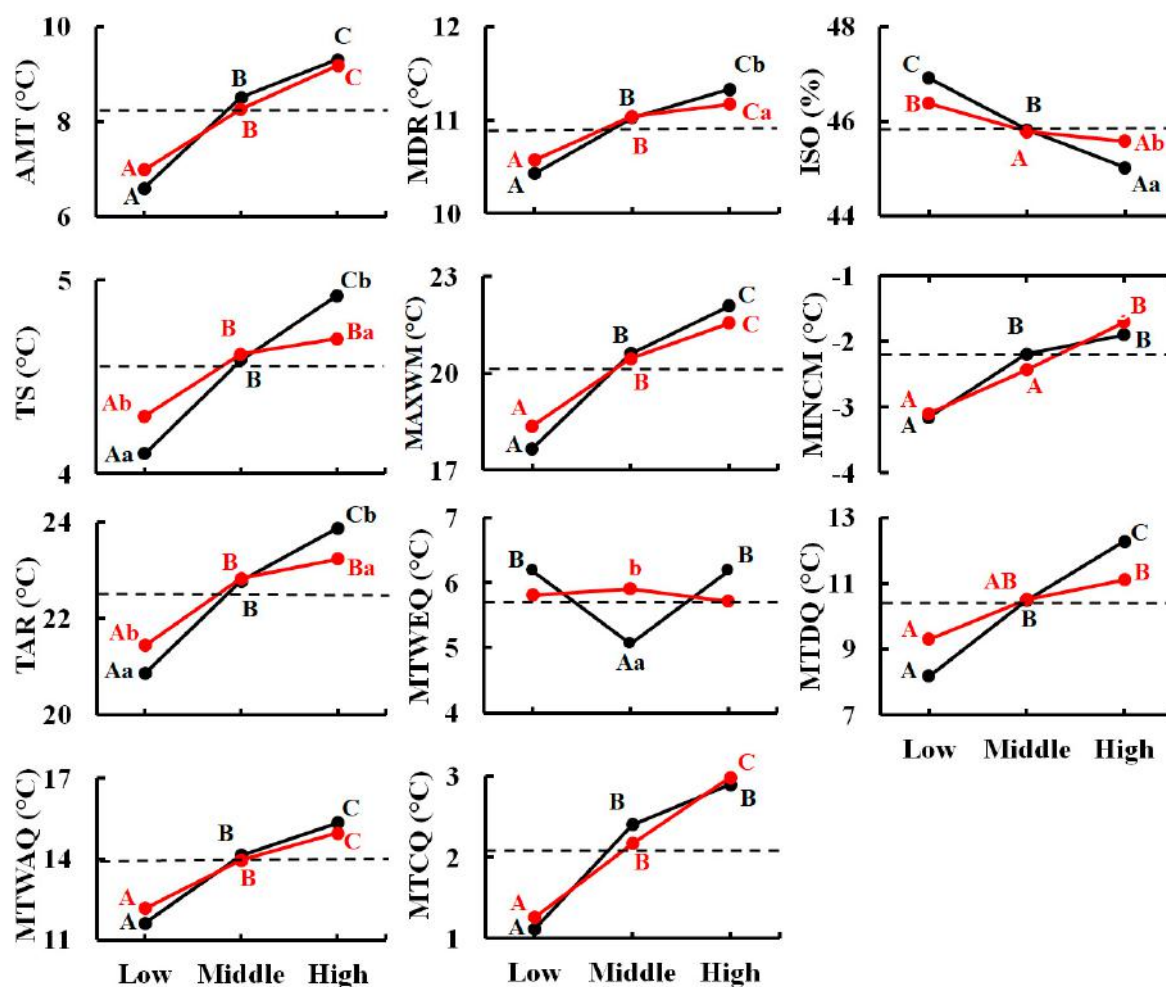 AMT (°C)
10
8
6
A
A
B
B
C
C
MDR (°C)
12
11
10
A
A
B
B
Cb
Ca
ISO (%)
48
46
44
C
B
B
A
Ab
Aa
TS (°C)
5
4
Ab
Aa
B
B
Cb
Ba
MAXWM (°C)
23
20
17
A
A
B
B
C
C
MINCM (°C)
-1
-2
-3
-4
A
A
B
A
B
B
TAR (°C)
24
22
20
Ab
Aa
B
B
Cb
Ba
MTWEQ (°C)
7
6
5
4
B
b
Aa
B
MTDQ (°C)
13
11
9
7
A
A
AB
B
C
B
Low Middle High
MTWAQ (°C)
17
14
11
A
A
B
B
C
C
Low Middle High
MTCQ (°C)
3
2
1
A
A
B
B
C
B
Low Middle High